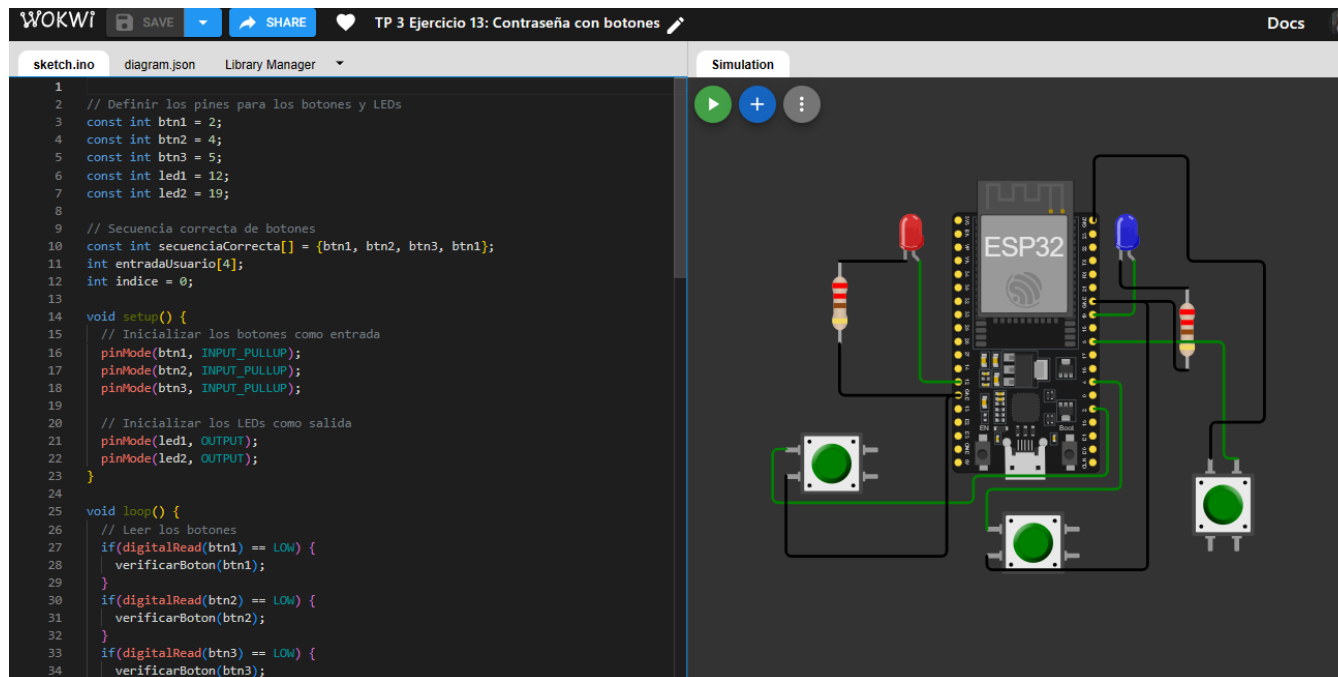 WOKWI SAVE SHARE TP 3 Ejercicio 13: Contraseña con botones Docs
sketch.ino diagram.json Library Manager Simulation
1
2 // Definir los pines para los botones y LEDs
3 const int btn1 = 2;
4 const int btn2 = 4;
5 const int btn3 = 5;
6 const int led1 = 12;
7 const int led2 = 19;
8
9 // Secuencia correcta de botones
10 const int secuenciaCorrecta[] = {btn1, btn2, btn3, btn1};
11 int entradaUsuario[4];
12 int indice = 0;
13
14 void setup() {
15 // Inicializar los botones como entrada
16 pinMode(btn1, INPUT_PULLUP);
17 pinMode(btn2, INPUT_PULLUP);
18 pinMode(btn3, INPUT_PULLUP);
19
20 // Inicializar los LEDs como salida
21 pinMode(led1, OUTPUT);
22 pinMode(led2, OUTPUT);
23 }
24
25 void loop() {
26 // Leer los botones
27 if(digitalRead(btn1) == LOW) {
28 verificarBoton(btn1);
29 }
30 if(digitalRead(btn2) == LOW) {
31 verificarBoton(btn2);
32 }
33 if(digitalRead(btn3) == LOW) {
34 verificarBoton(btn3);
ESP32
EN Boot